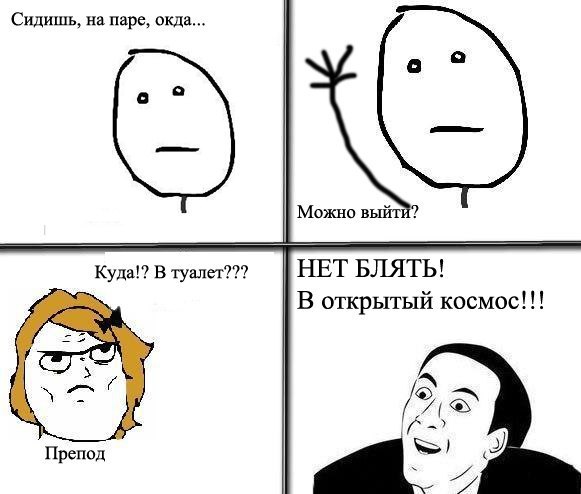 Сидишь, на паре, окда...
Можно выйти?
Куда!? В туалет???
Препод
НЕТ БЛЯТЬ!
В открытый космос!!!